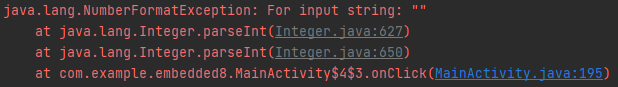 java.lang.NumberFormatException: For input string: ""
at java.lang.Integer.parseInt(Integer.java:627)
at java.lang.Integer.parseInt(Integer.java:650)
at com.example.embedded8.MainActivity$4$3.onClick(MainActivity.java:195)